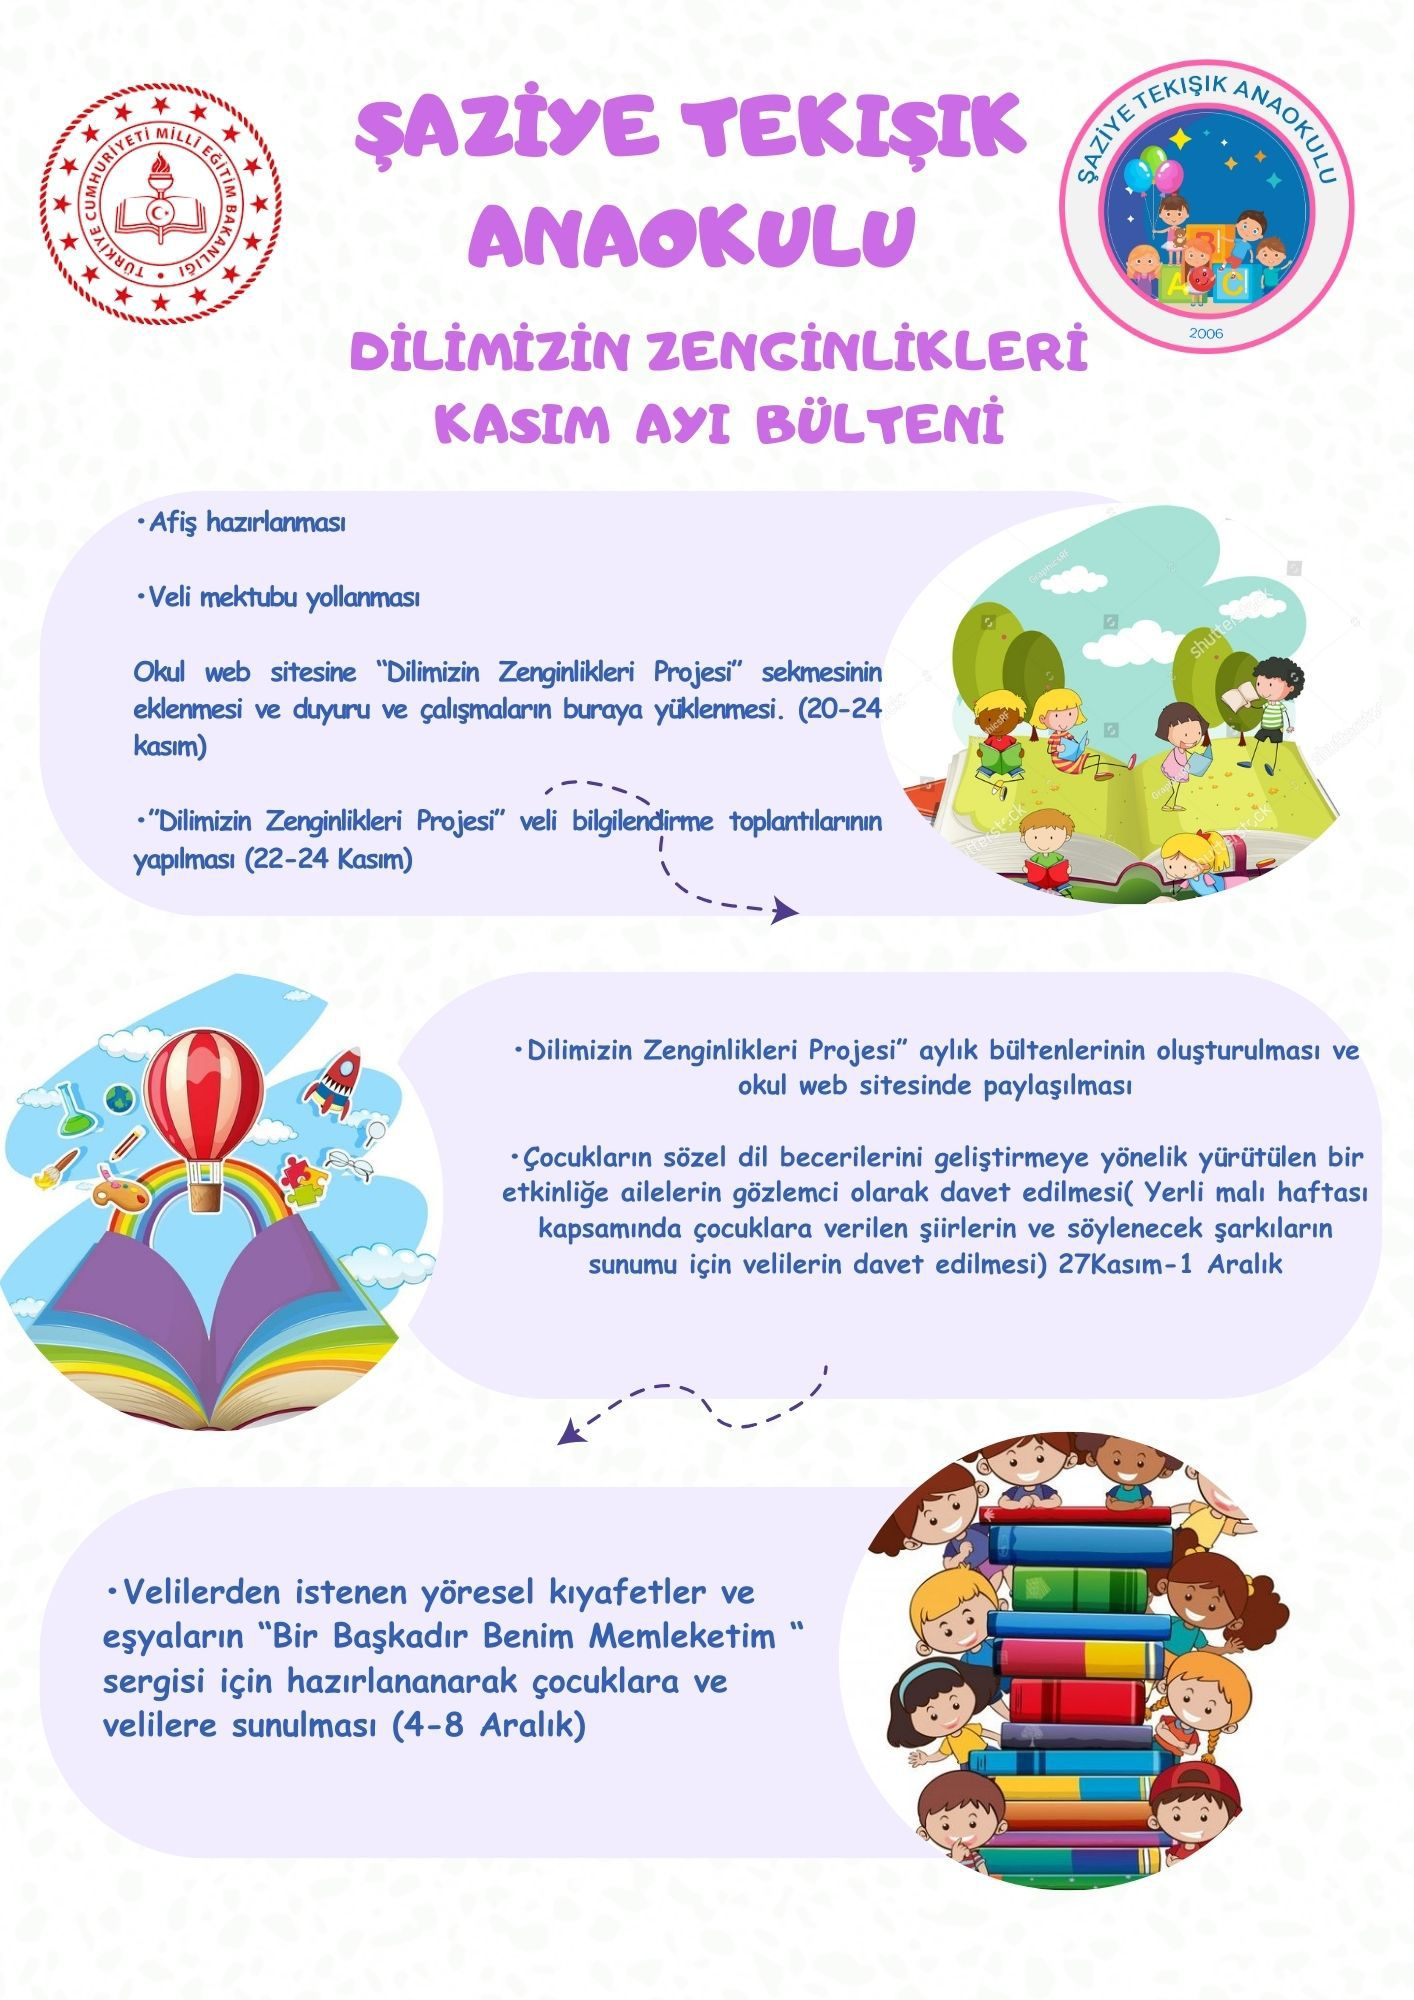 TÜRKİYE CUMHURİYETİ MİLLÎ EĞİTİM BAKANLIĞI
ŞAZİYE TEKIŞIK
ANAOKULU
ŞAZİYE TEKIŞIK ANAOKULU
B
A
C
2006
DİLİMİZİN ZENGİNLİKLERİ
KASIM AYI BÜLTENİ
•Afiş hazırlanması
•Veli mektubu yollanması
Okul web sitesine “Dilimizin Zenginlikleri Projesi” sekmesinin
eklenmesi ve duyuru ve çalışmaların buraya yüklenmesi. (20-24
kasım)
•”Dilimizin Zenginlikleri Projesi” veli bilgilendirme toplantılarının
yapılması (22-24 Kasım)
GraphicsRF
shutterstock
•Dilimizin Zenginlikleri Projesi” aylık bültenlerinin oluşturulması ve
okul web sitesinde paylaşılması
•Çocukların sözel dil becerilerini geliştirmeye yönelik yürütülen bir
etkinliğe ailelerin gözlemci olarak davet edilmesi( Yerli malı haftası
kapsamında çocuklara verilen şiirlerin ve söylenecek şarkıların
sunumu için velilerin davet edilmesi) 27Kasım-1 Aralık
•Velilerden istenen yöresel kıyafetler ve
eşyaların “Bir Başkadır Benim Memleketim “
sergisi için hazırlananarak çocuklara ve
velilere sunulması (4-8 Aralık)